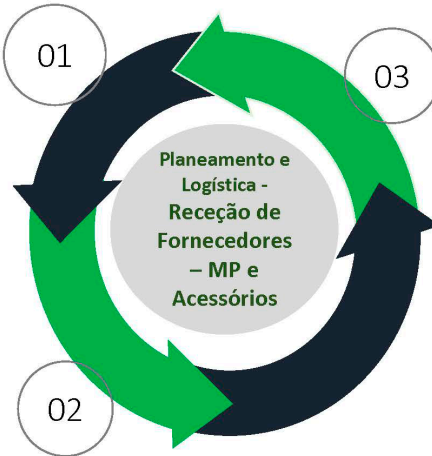 01
03
Planeamento e
Logística -
Receção de
Fornecedores
– MP e
Acessórios
02